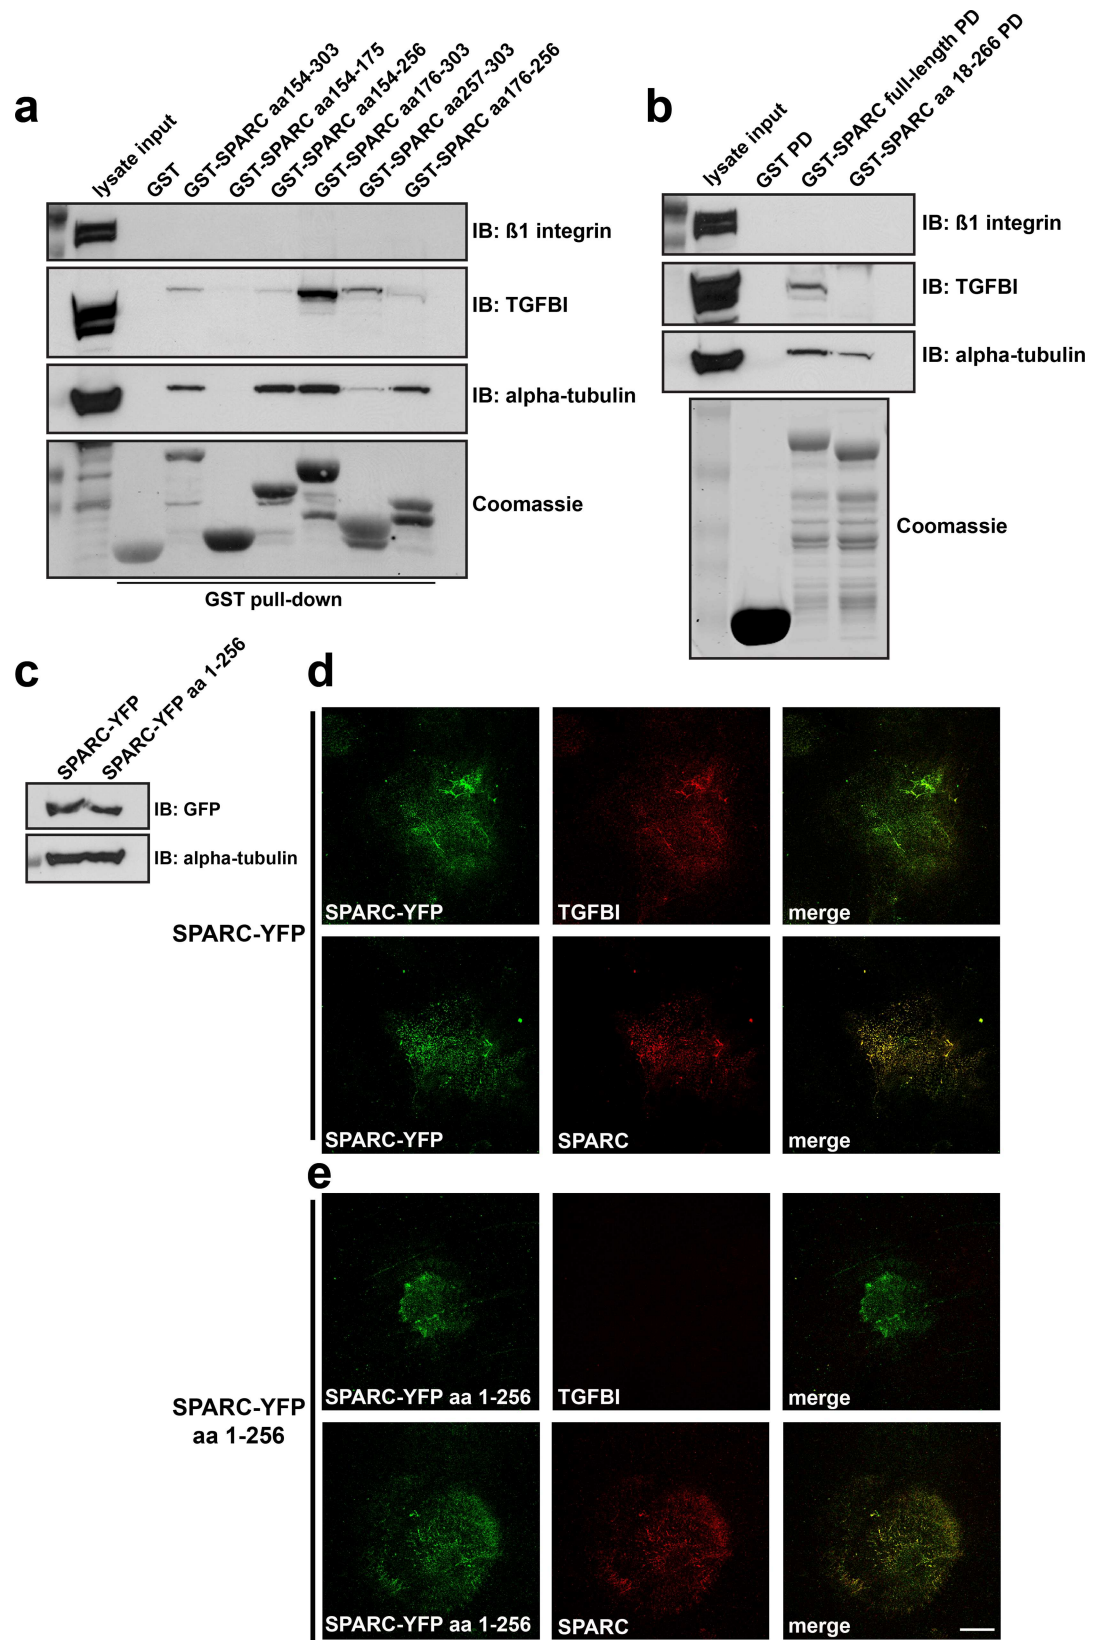 a
lysate input
GST
GST-SPARC aa154-303
GST-SPARC aa154-175
GST-SPARC aa154-256
GST-SPARC aa176-303
GST-SPARC aa257-303
GST-SPARC aa176-256
IB: ß1 integrin
IB: TGFBI
IB: alpha-tubulin
Coomassie
GST pull-down
b
lysate input
GST PD
GST-SPARC full-length PD
GST-SPARC aa 18-266 PD
IB: ß1 integrin
IB: TGFBI
IB: alpha-tubulin
Coomassie
c
SPARC-YFP
SPARC-YFP aa 1-256
IB: GFP
IB: alpha-tubulin
d
SPARC-YFP
SPARC-YFP
TGFBI
merge
SPARC-YFP
SPARC
merge
e
SPARC-YFP
aa 1-256
SPARC-YFP aa 1-256
TGFBI
merge
SPARC-YFP aa 1-256
SPARC
merge